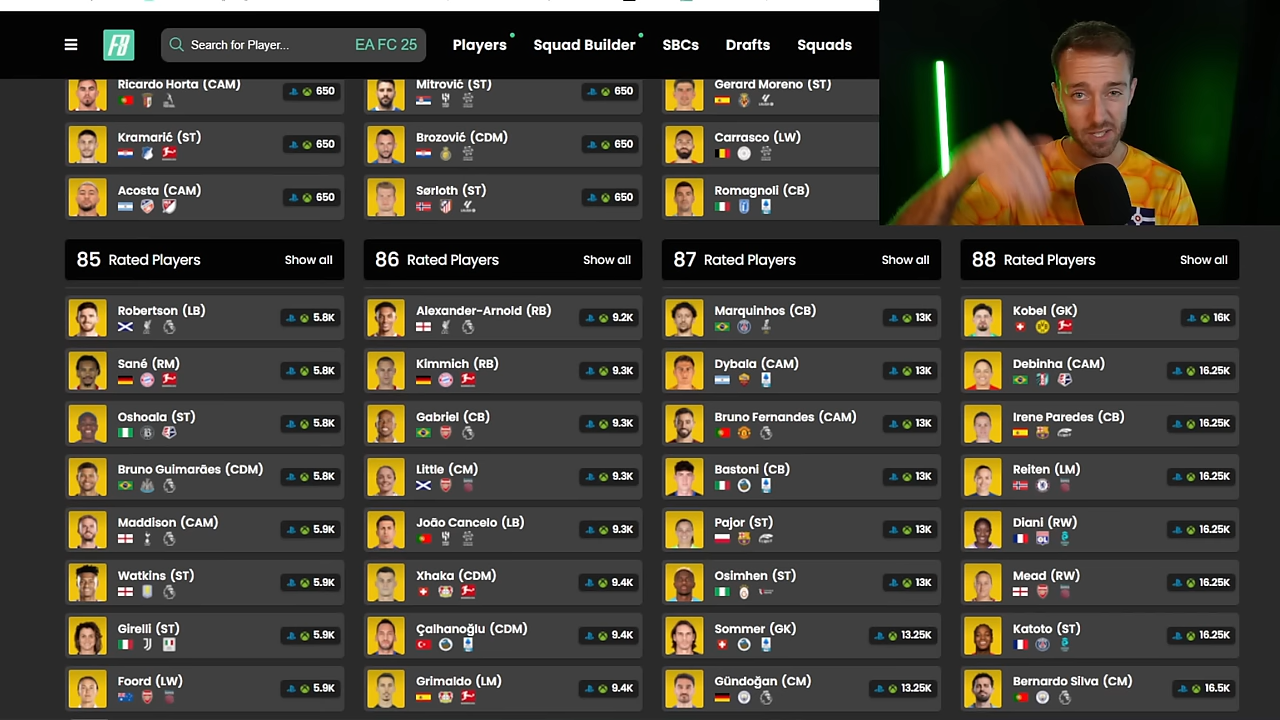 F8
Search for Player...
EA FC 25
Players
Squad Builder
SBCs
Drafts
Squads
Ricardo Horta (CAM)
650
Mitrović (ST)
650
Gerard Moreno (ST)
Kramarić (ST)
650
Brozović (CDM)
650
Carrasco (LW)
Acosta (CAM)
650
Sørloth (ST)
650
Romagnoli (CB)
85 Rated Players
Show all
86 Rated Players
Show all
87 Rated Players
Show all
88 Rated Players
Show all
Robertson (LB)
5.8K
Alexander-Arnold (RB)
9.2K
Marquinhos (CB)
13K
Kobel (GK)
16K
Sané (RM)
5.8K
Kimmich (RB)
9.3K
Dybala (CAM)
13K
Debinha (CAM)
16.25K
Oshoala (ST)
5.8K
Gabriel (CB)
9.3K
Bruno Fernandes (CAM)
13K
Irene Paredes (CB)
16.25K
Bruno Guimarães (CDM)
5.8K
Little (CM)
9.3K
Bastoni (CB)
13K
Reiten (LM)
16.25K
Maddison (CAM)
5.9K
João Cancelo (LB)
9.3K
Pajor (ST)
13K
Diani (RW)
16.25K
Watkins (ST)
5.9K
Xhaka (CDM)
9.4K
Osimhen (ST)
13K
Mead (RW)
16.25K
Girelli (ST)
5.9K
Çalhanoğlu (CDM)
9.4K
Sommer (GK)
13.25K
Katoto (ST)
16.25K
Foord (LW)
5.9K
Grimaldo (LM)
9.4K
Gündoğan (CM)
13.25K
Bernardo Silva (CM)
16.5K